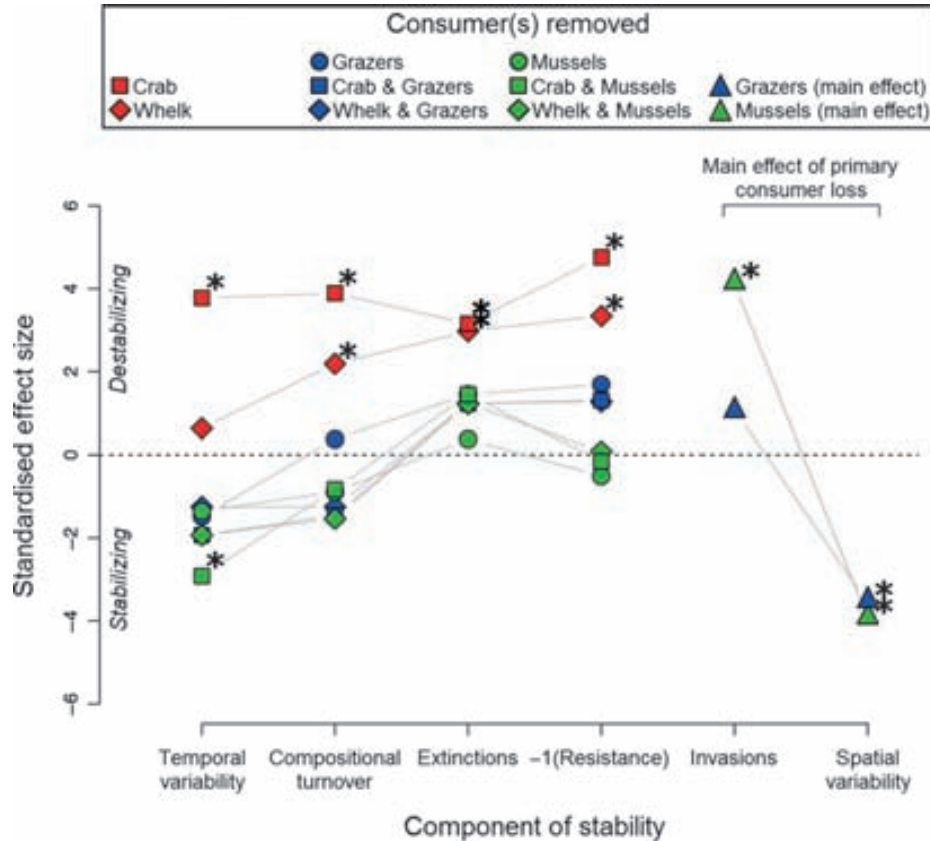 Consumer(s) removed
Grazers Mussels
Crab Crab & Grazers Crab & Mussels Grazers (main effect)
Whelk Whelk & Grazers Whelk & Mussels Mussels (main effect)
Main effect of primary
consumer loss
Standardised effect size
Destabilizing
Stabilizing
6
4
2
0
−2
−4
−6
* * * * * * * * * * *
Temporal
variability
Compositional
turnover
Extinctions
−1(Resistance)
Invasions
Spatial
variability
Component of stability